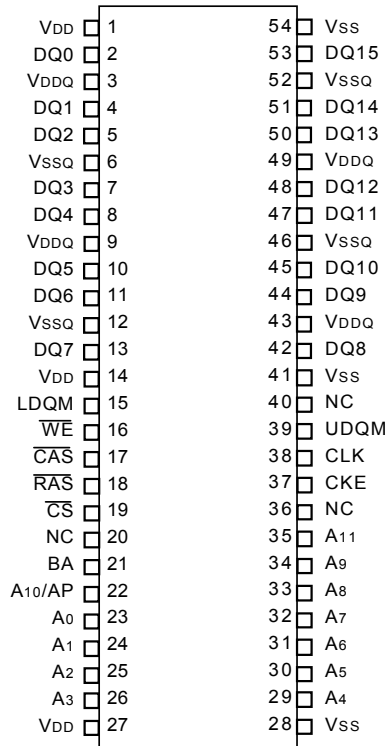 VDD 1 54 VSS
DQ0 2 53 DQ15
VDDQ 3 52 VSSQ
DQ1 4 51 DQ14
DQ2 5 50 DQ13
VSSQ 6 49 VDDQ
DQ3 7 48 DQ12
DQ4 8 47 DQ11
VDDQ 9 46 VSSQ
DQ5 10 45 DQ10
DQ6 11 44 DQ9
VSSQ 12 43 VDDQ
DQ7 13 42 DQ8
VDD 14 41 VSS
LDQM 15 40 NC
WE 16 39 UDQM
CAS 17 38 CLK
RAS 18 37 CKE
CS 19 36 NC
NC 20 35 A11
BA 21 34 A9
A10/AP 22 33 A8
A0 23 32 A7
A1 24 31 A6
A2 25 30 A5
A3 26 29 A4
VDD 27 28 VSS